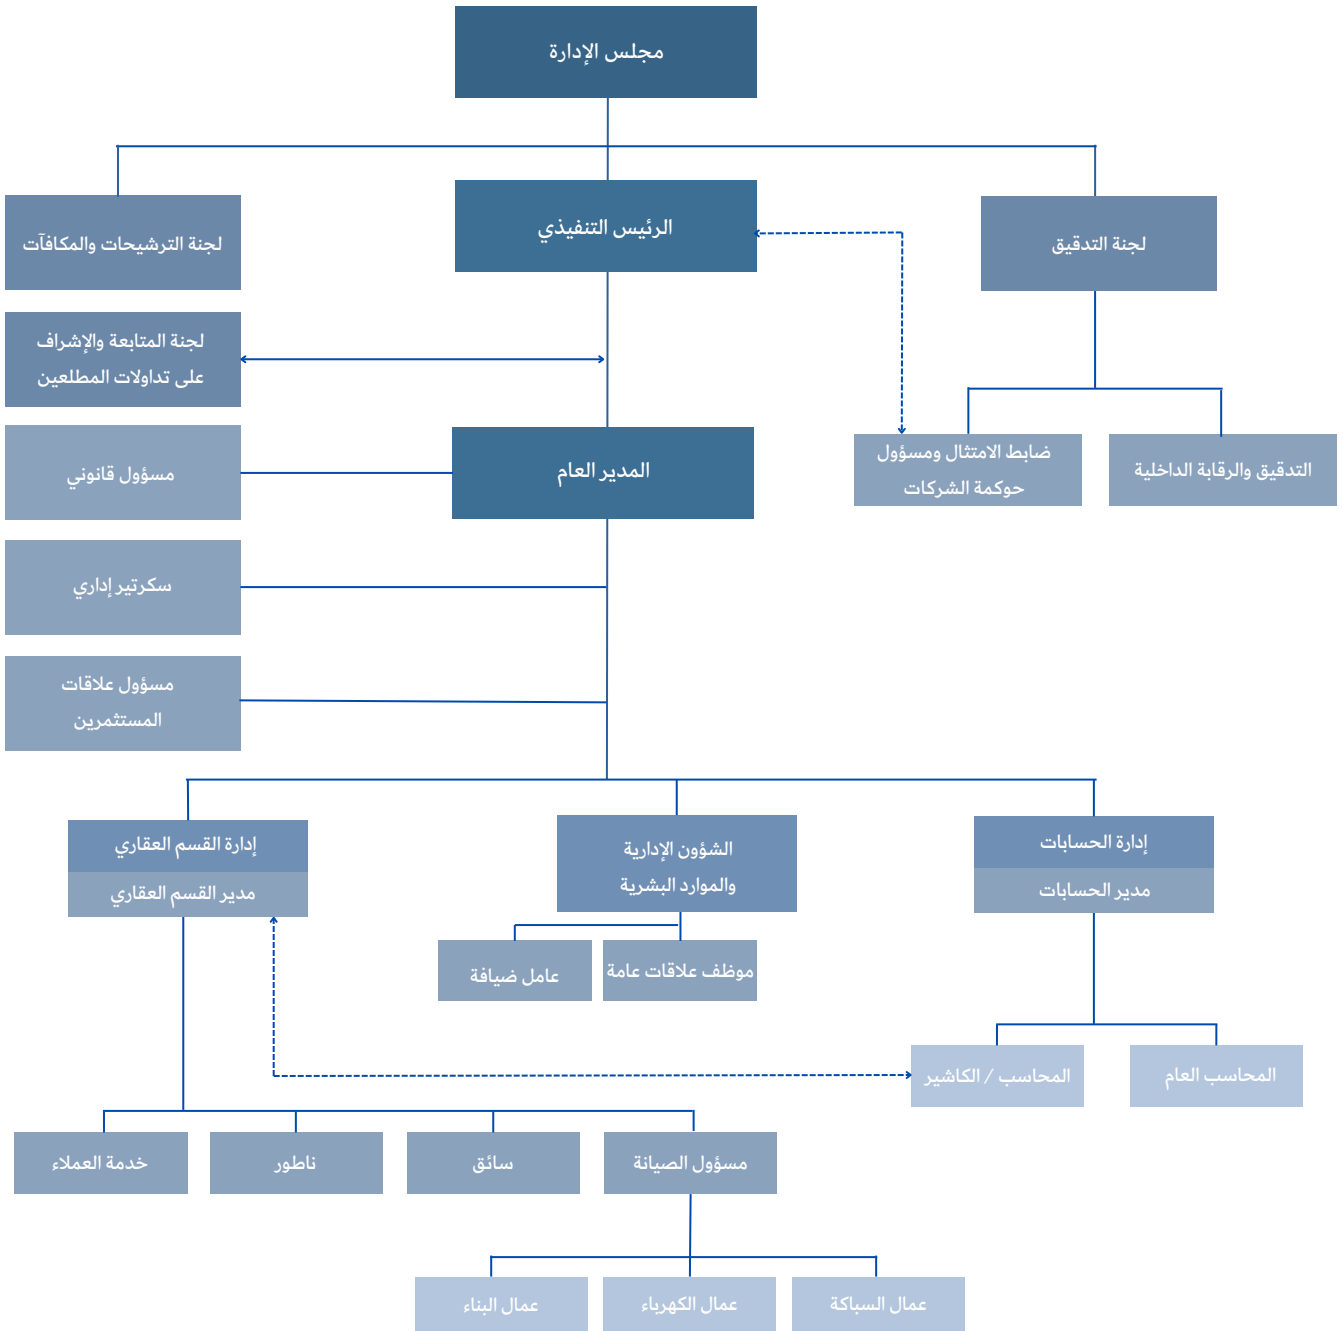 مجلس الإدارة
الرئيس التنفيذي
لجنة التدقيق
لجنة الترشيحات والمكافآت
لجنة المتابعة والإشراف
على تداولات المطلعين
المدير العام
التدقيق والرقابة الداخلية
ضابط الامتثال ومسؤول
حوكمة الشركات
مسؤول قانوني
سكرتير إداري
مسؤول علاقات
المستثمرين
إدارة الحسابات
مدير الحسابات
الشؤون الإدارية
والموارد البشرية
إدارة القسم العقاري
مدير القسم العقاري
موظف علاقات عامة
عامل ضيافة
المحاسب العام
المحاسب / الكاشير
مسؤول الصيانة
سائق
ناطور
خدمة العملاء
عمال السباكة
عمال الكهرباء
عمال البناء